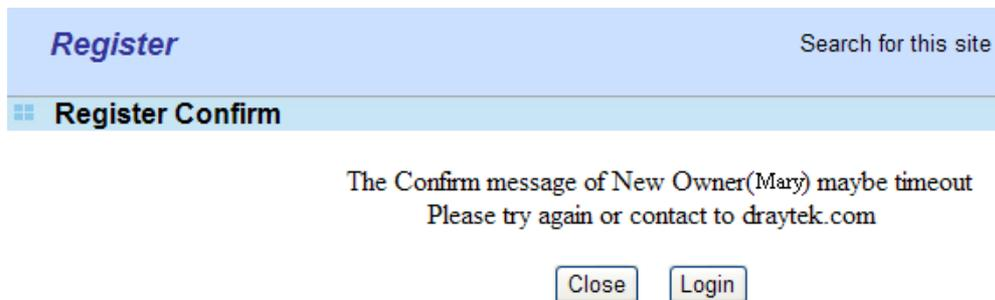 Register
Search for this site
Register Confirm
The Confirm message of New Owner(Mary) maybe timeout
Please try again or contact to draytek.com
Close
Login